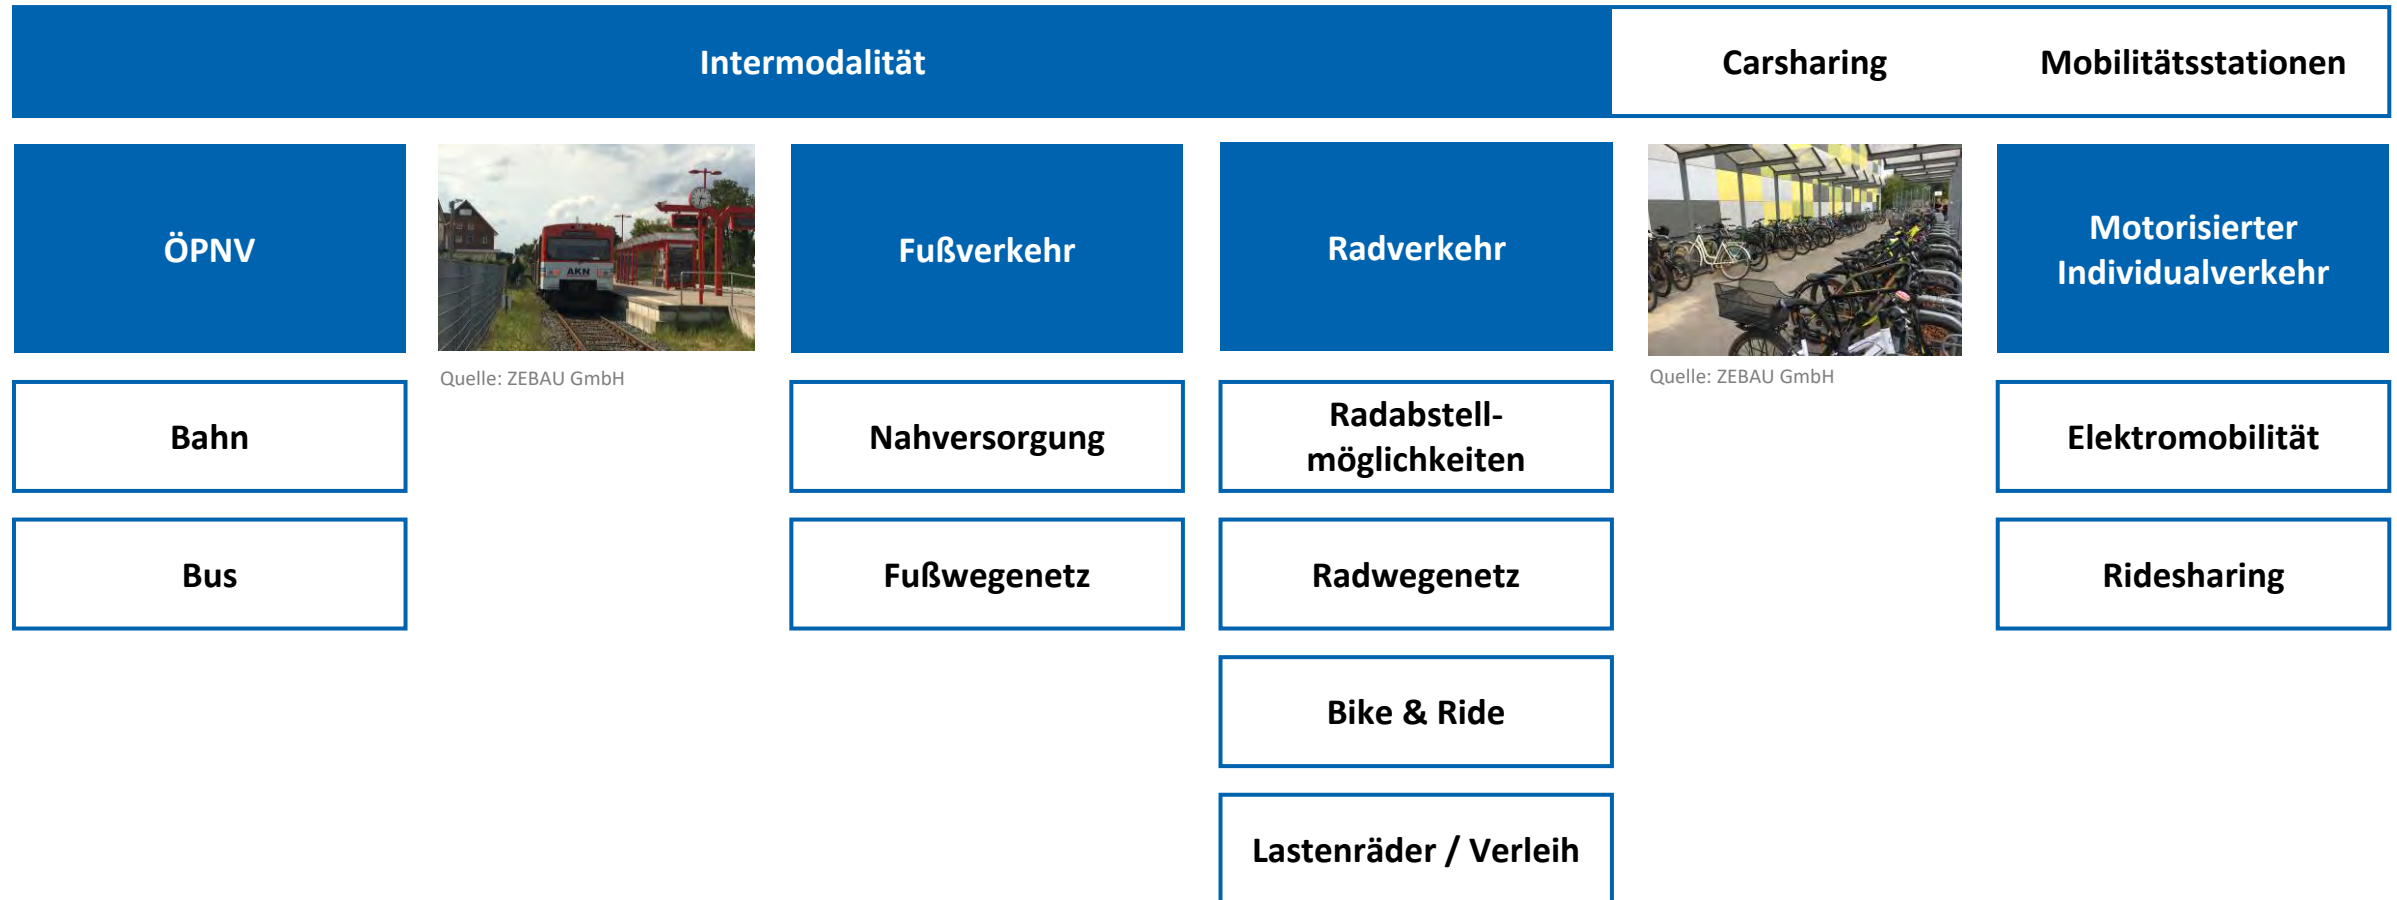 Intermodalität
Carsharing
Mobilitätsstationen
ÖPNV
AKN
Fußverkehr
Radverkehr
Motorisierter
Individualverkehr
Quelle: ZEBAU GmbH
Quelle: ZEBAU GmbH
Bahn
Nahversorgung
Radabstell-
möglichkeiten
Elektromobilität
Bus
Fußwegenetz
Radwegenetz
Ridesharing
Bike & Ride
Lastenräder / Verleih